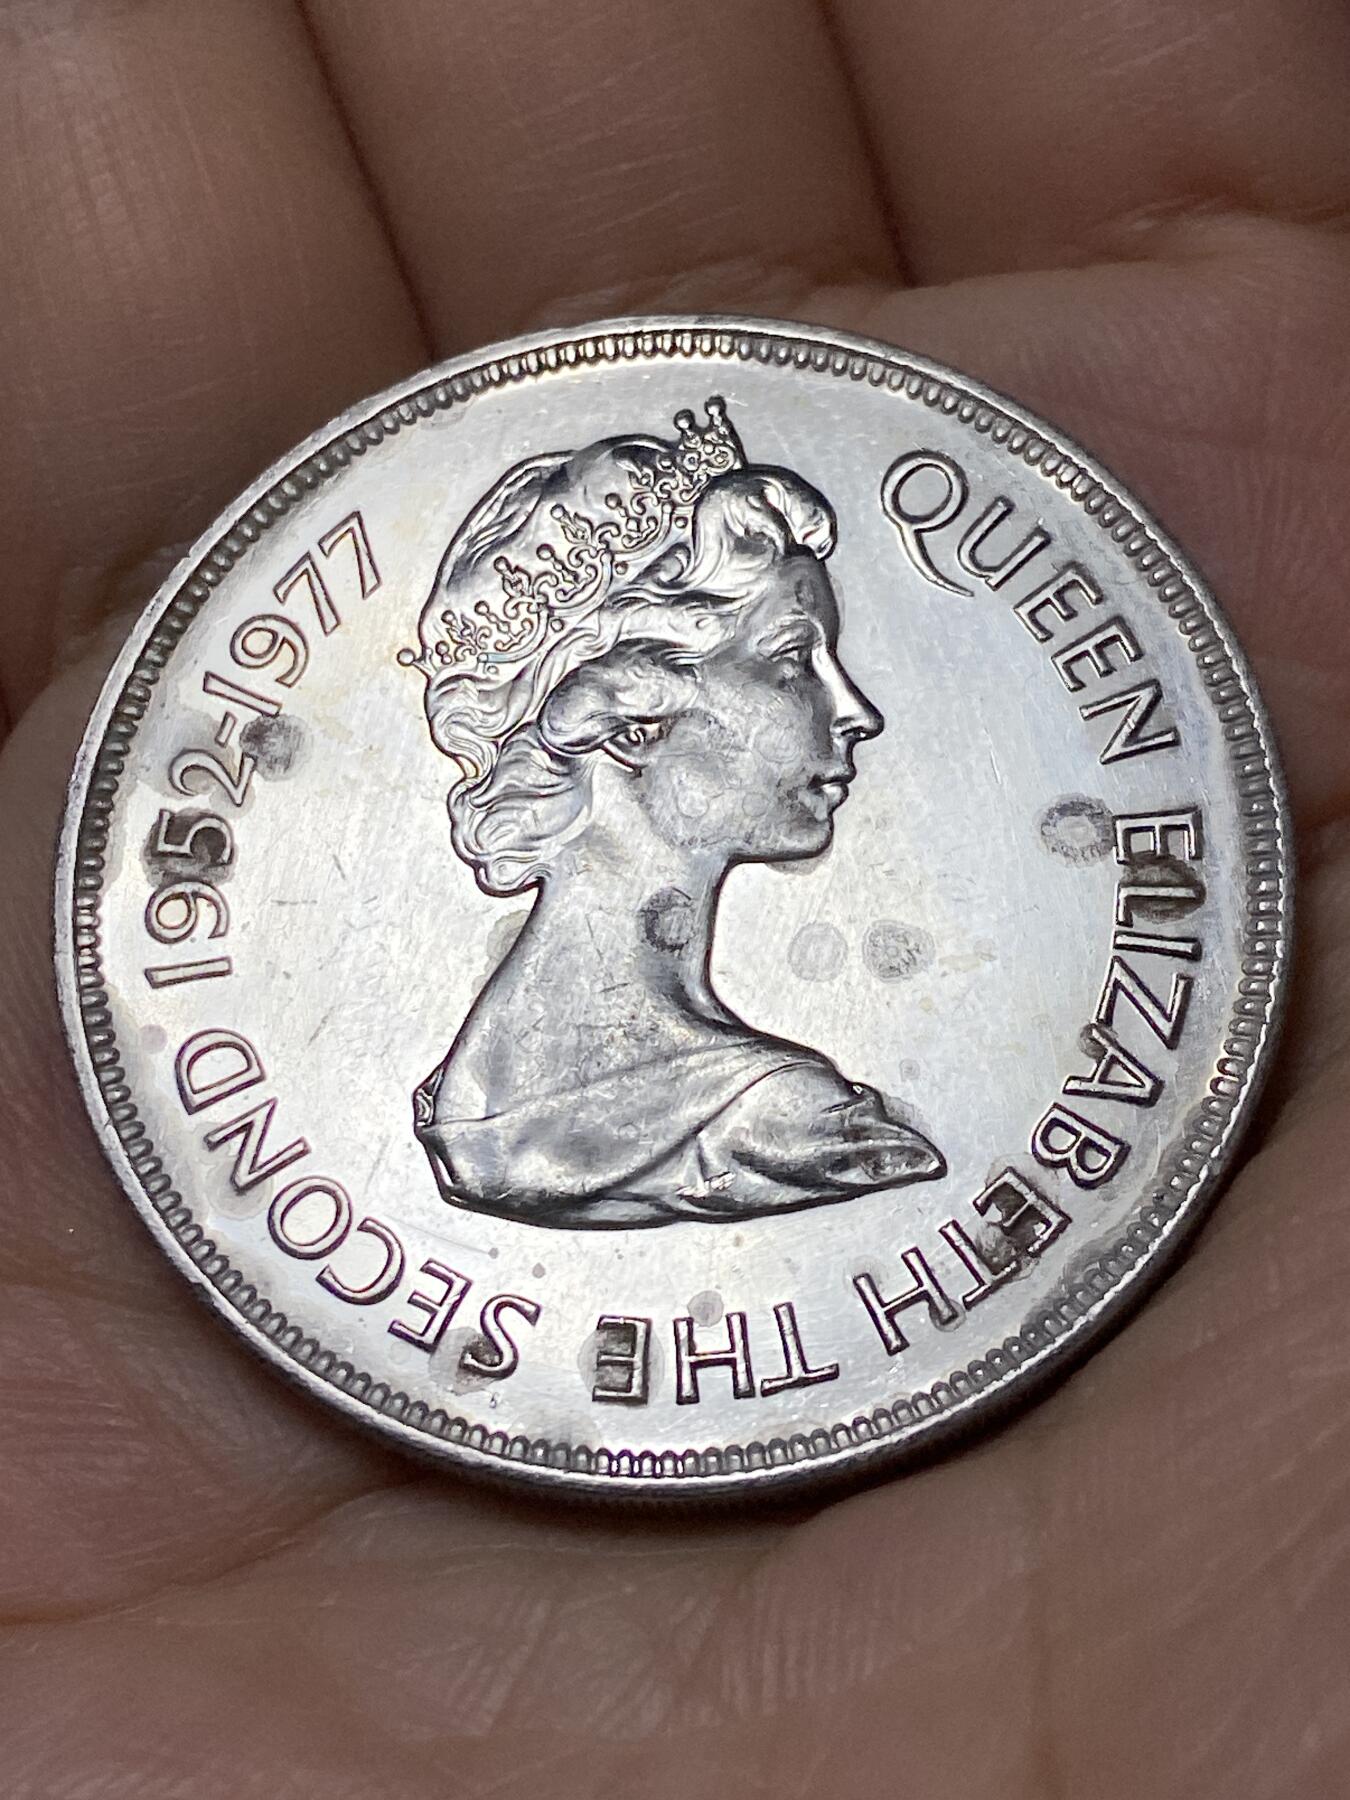 QUEEN ELIZABETH THE SECOND 1952-1977